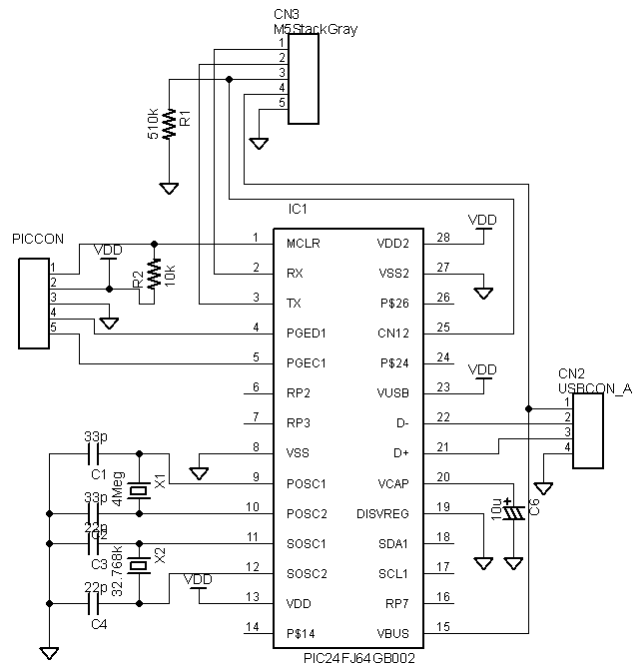 CN3
M5StackGray
1
2
3
4
5
510k
R1
IC1
PICCON
VDD
1
2
3
4
5
R2
10k
1 MCLR VDD2 28
VDD
2 RX VSS2 27
3 TX P$26 26
4 PGED1 CN12 25
5 PGEC1 P$24 24
6 RP2 VUSB 23
VDD
7 RP3 D- 22
8 VSS D+ 21
9 POSC1 VCAP 20
10 POSC2 DISVREG 19
11 SOSC1 SDA1 18
12 SOSC2 SCL1 17
13 VDD RP7 16
14 P$14 VBUS 15
PIC24FJ64GB002
CN2
USBCON_A
1
2
3
4
10u
+
C6
33p
C1
4Meg
X1
33p
C2
22p
C3
32.768k
X2
22p
C4
VDD